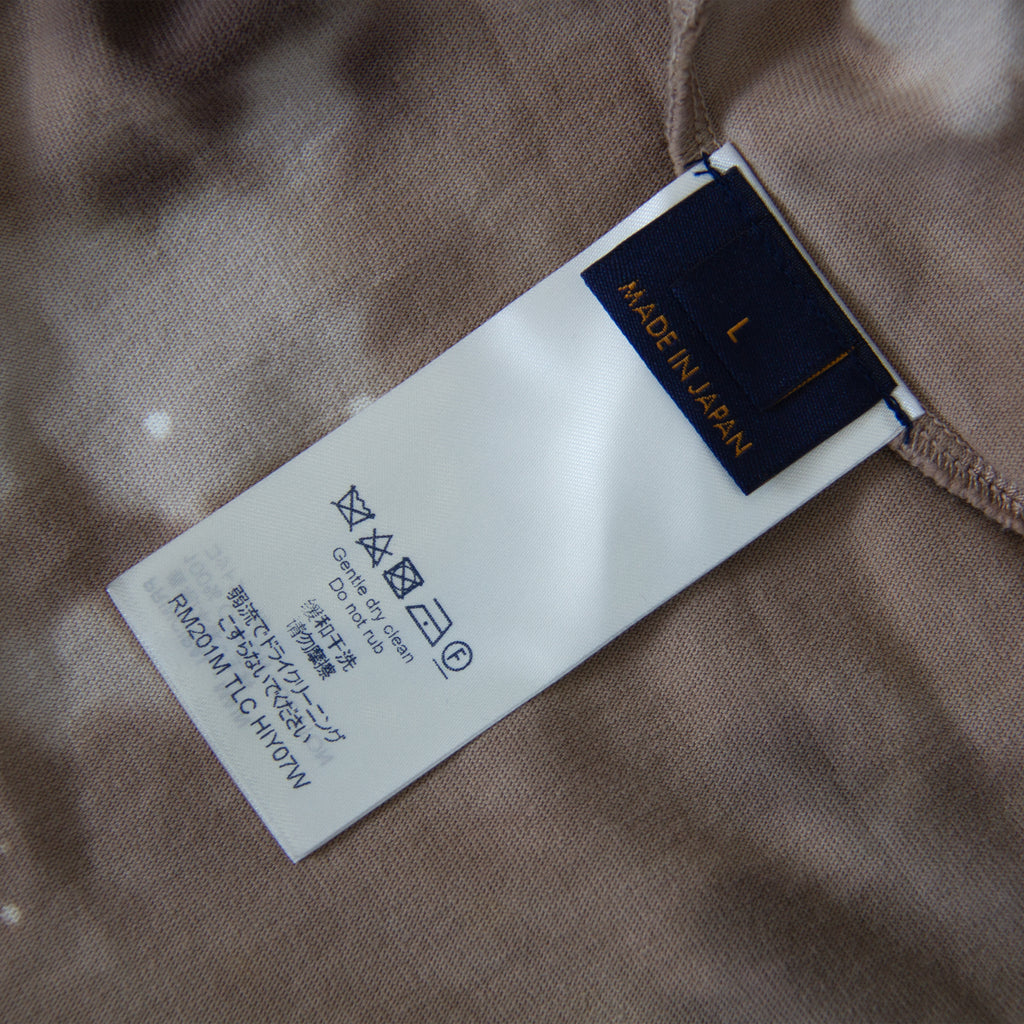 L
MADE IN JAPAN
Gentle dry clean
Do not rub
缓和干洗
请勿摩擦
弱流でドライクリーニング
こすらないでください
RM201M TLC HIY07W
F